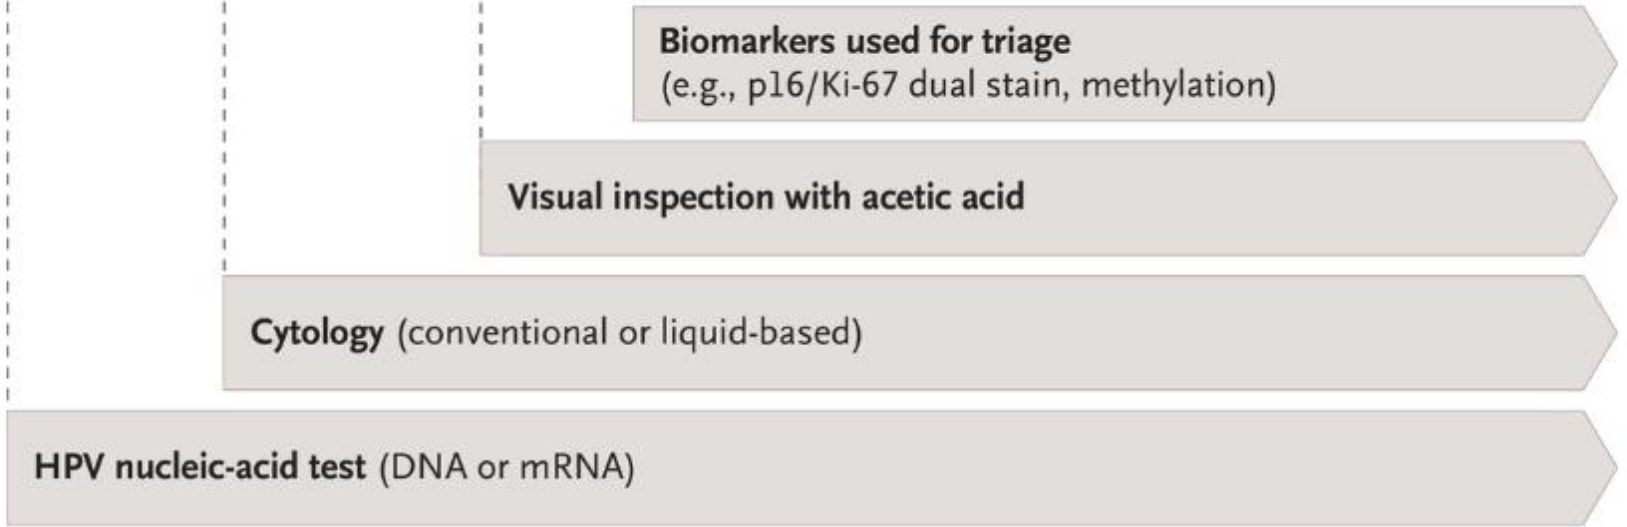 Biomarkers used for triage
(e.g., p16/Ki-67 dual stain, methylation)
Visual inspection with acetic acid
Cytology (conventional or liquid-based)
HPV nucleic-acid test (DNA or mRNA)